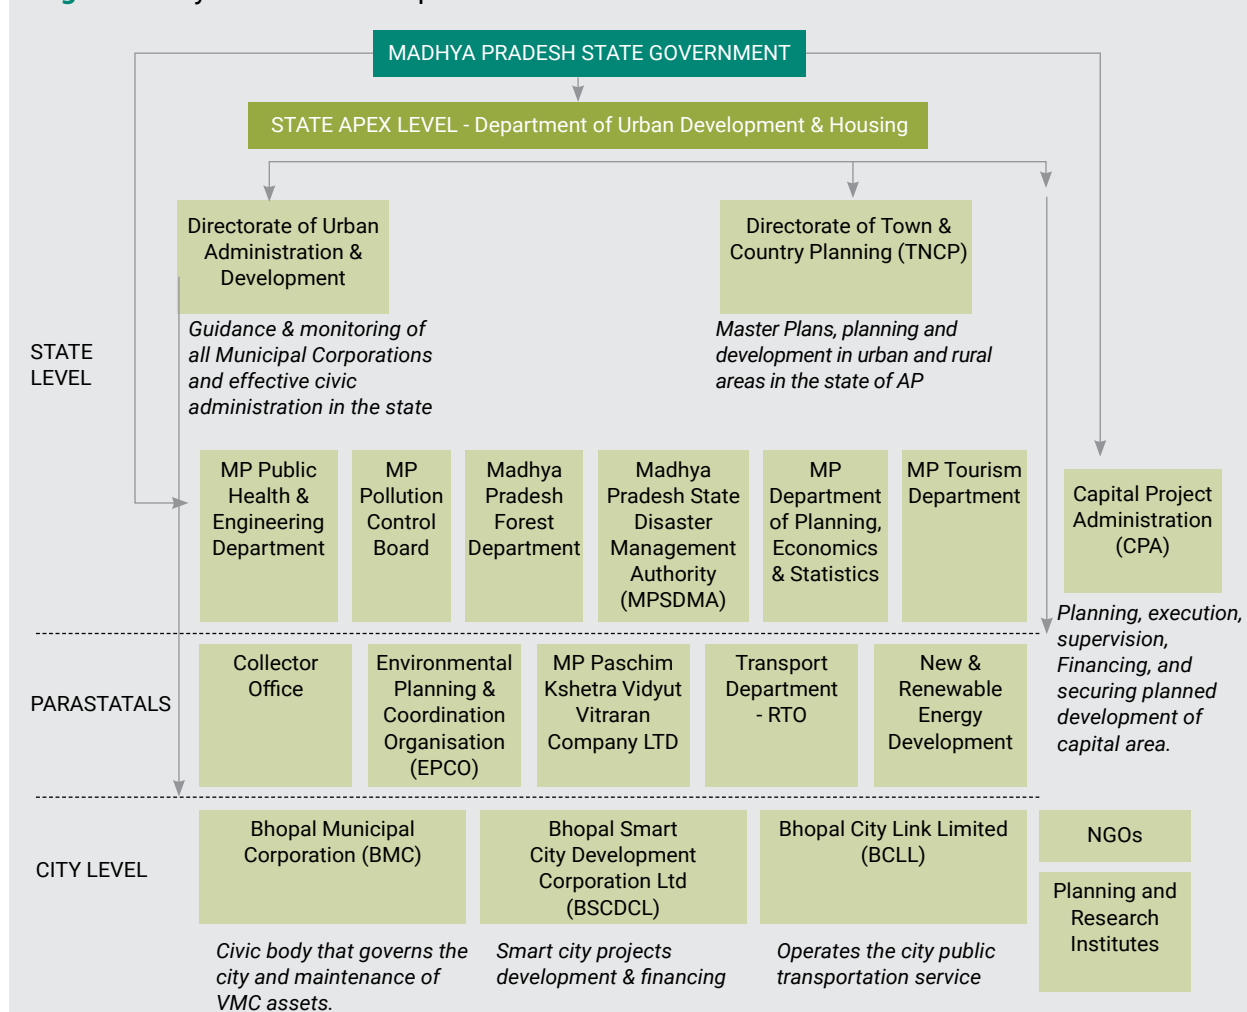 MADHYA PRADESH STATE GOVERNMENT
STATE APEX LEVEL - Department of Urban Development & Housing
Directorate of Urban
Administration &
Development
Directorate of Town &
Country Planning (TNCP)
Guidance & monitoring of
all Municipal Corporations
and effective civic
administration in the state
Master Plans, planning and
development in urban and rural
areas in the state of AP
STATE
LEVEL
MP Public
Health &
Engineering
Department
MP
Pollution
Control
Board
Madhya
Pradesh
Forest
Department
Madhya
Pradesh State
Disaster
Management
Authority
(MPSDMA)
MP
Department
of Planning,
Economics
& Statistics
MP Tourism
Department
Capital Project
Administration
(CPA)
Planning, execution,
supervision,
Financing, and
securing planned
development of
capital area.
PARASTATALS
Collector
Office
Environmental
Planning &
Coordination
Organisation
(EPCO)
MP Paschim
Kshetra Vidyut
Vitraran
Company LTD
Transport
Department
- RTO
New &
Renewable
Energy
Development
CITY LEVEL
Bhopal Municipal
Corporation (BMC)
Bhopal Smart
City Development
Corporation Ltd
(BSCDCL)
Bhopal City Link Limited
(BCLL)
NGOs
Planning and
Research
Institutes
Civic body that governs the
city and maintenance of
VMC assets.
Smart city projects
development & financing
Operates the city public
transportation service